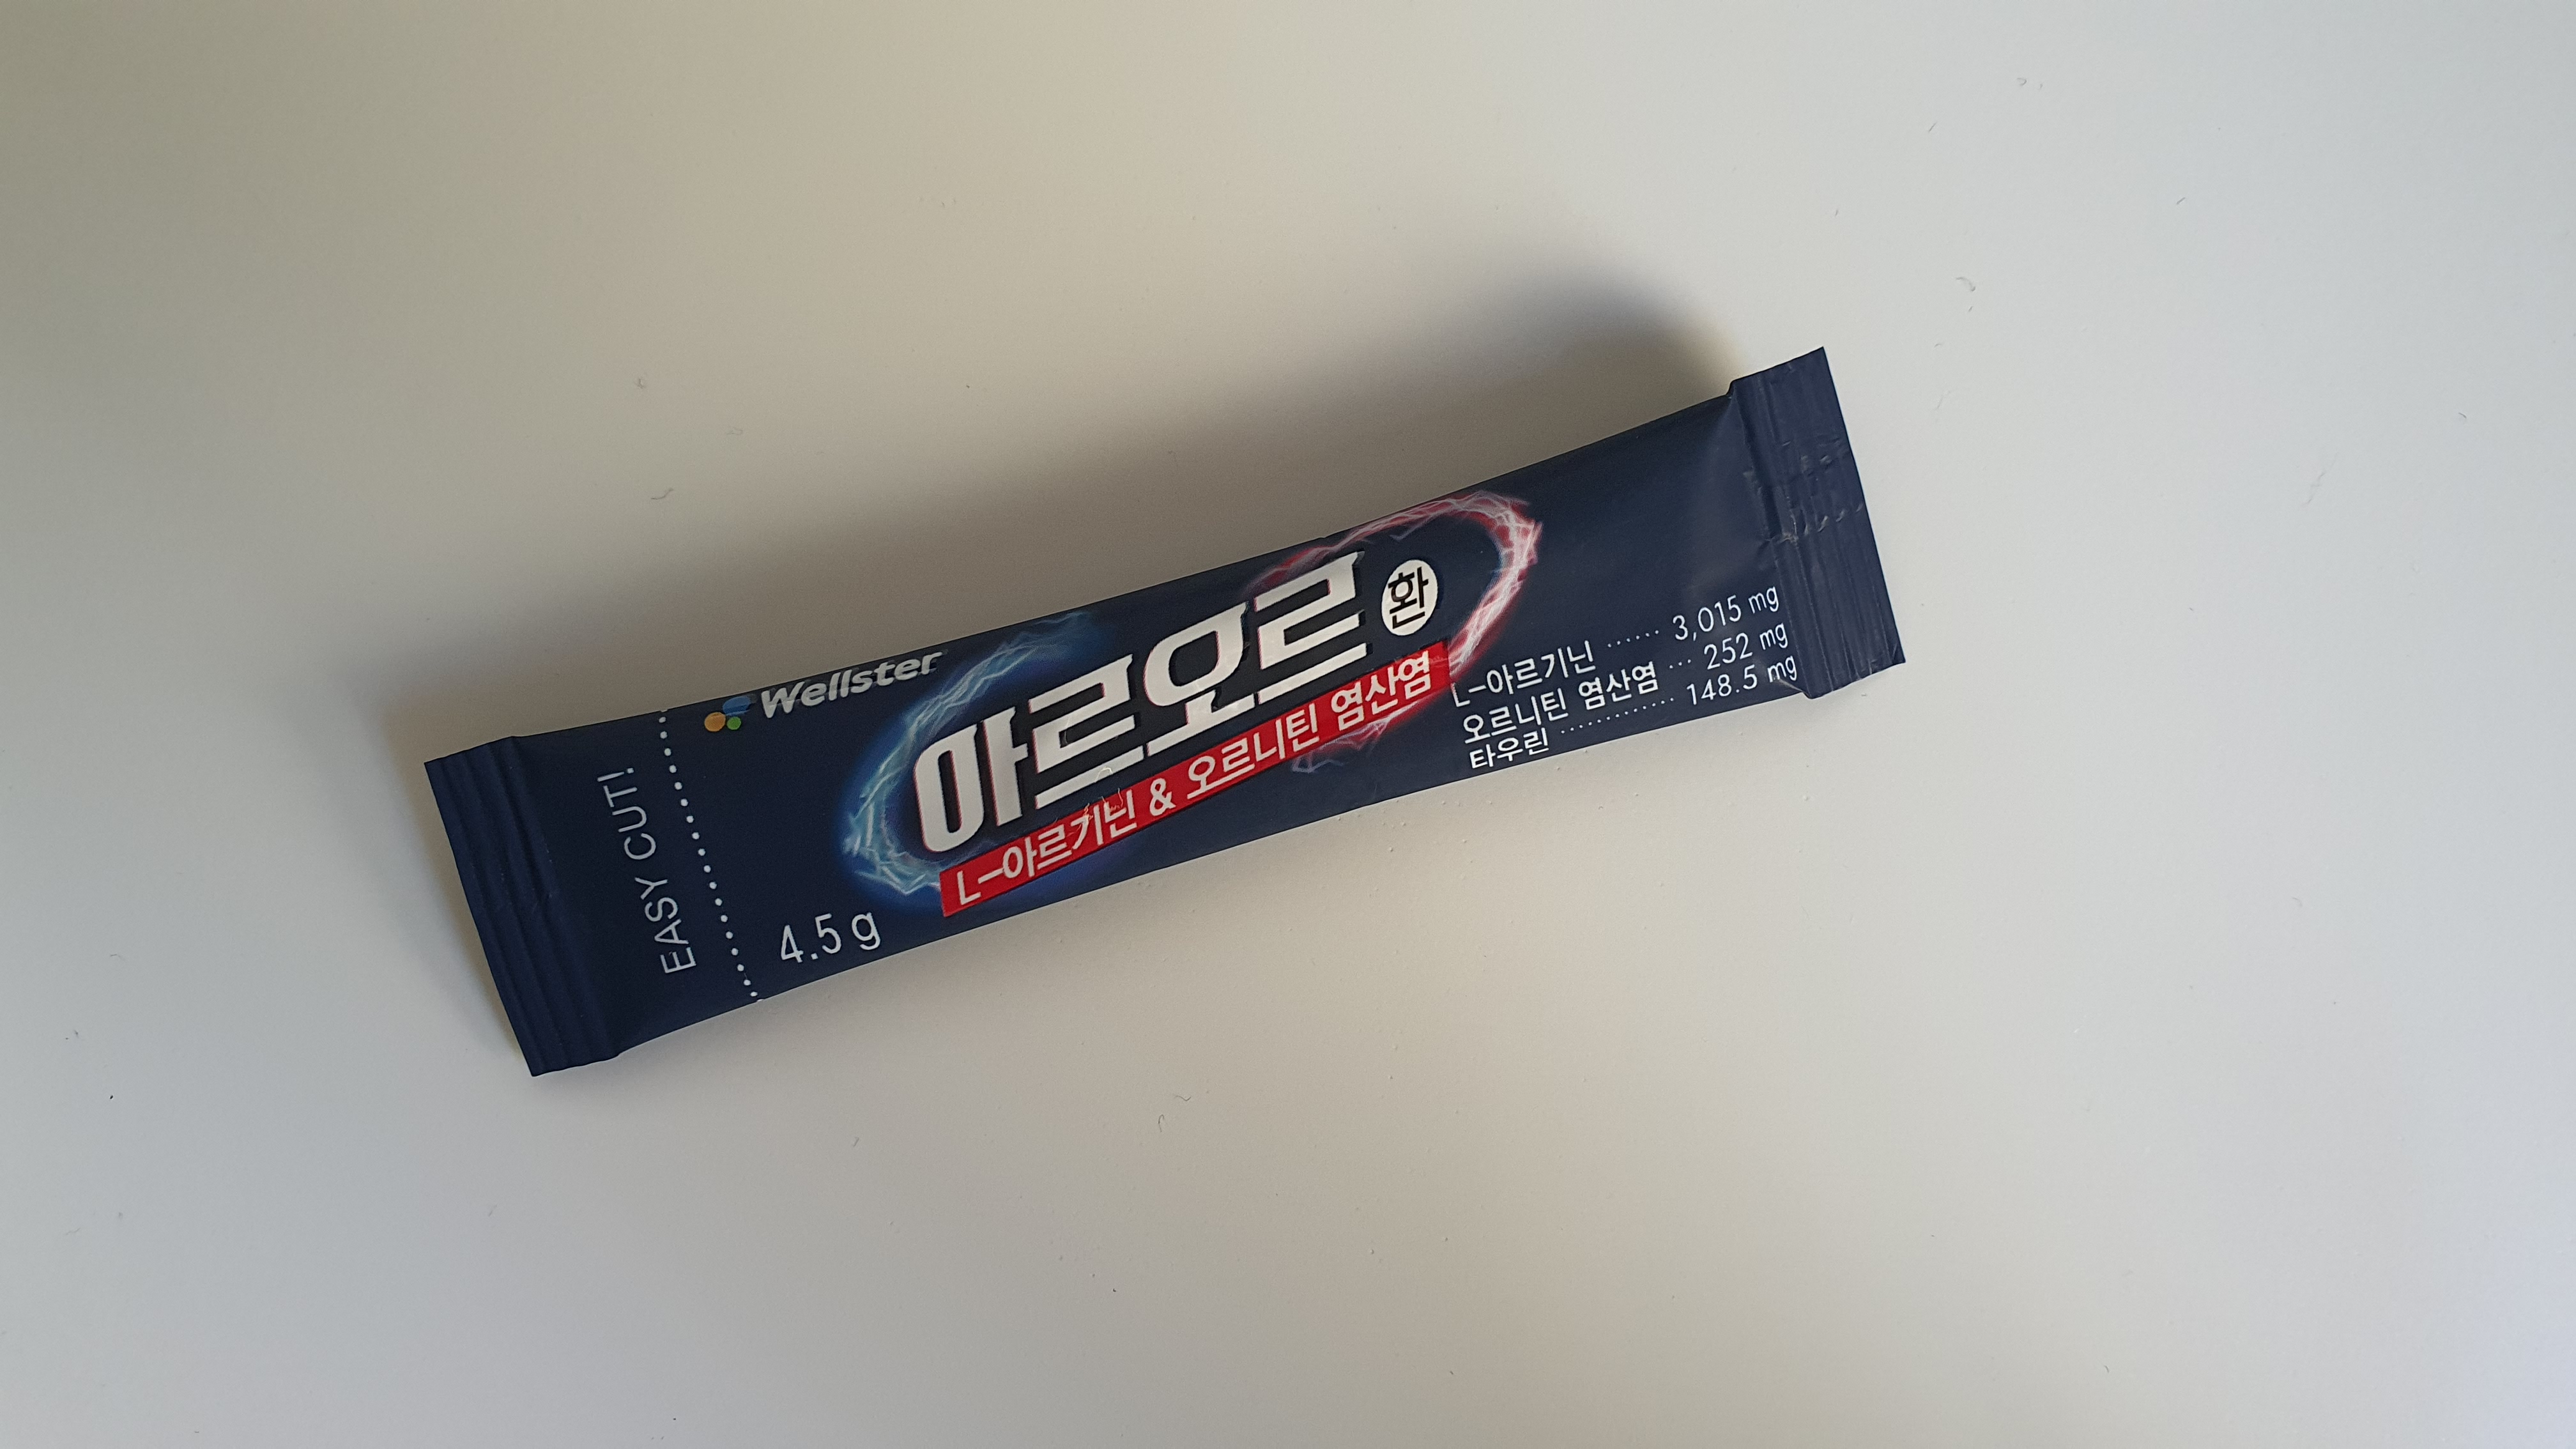 EASY CUT!
Wellster
4.5 g
아르오르 환
L-아르기닌 & 오르니틴 염산염
L-아르기닌 ······ 3,015 mg
오르니틴 염산염 ··· 252 mg
타우린 ············ 148.5 mg